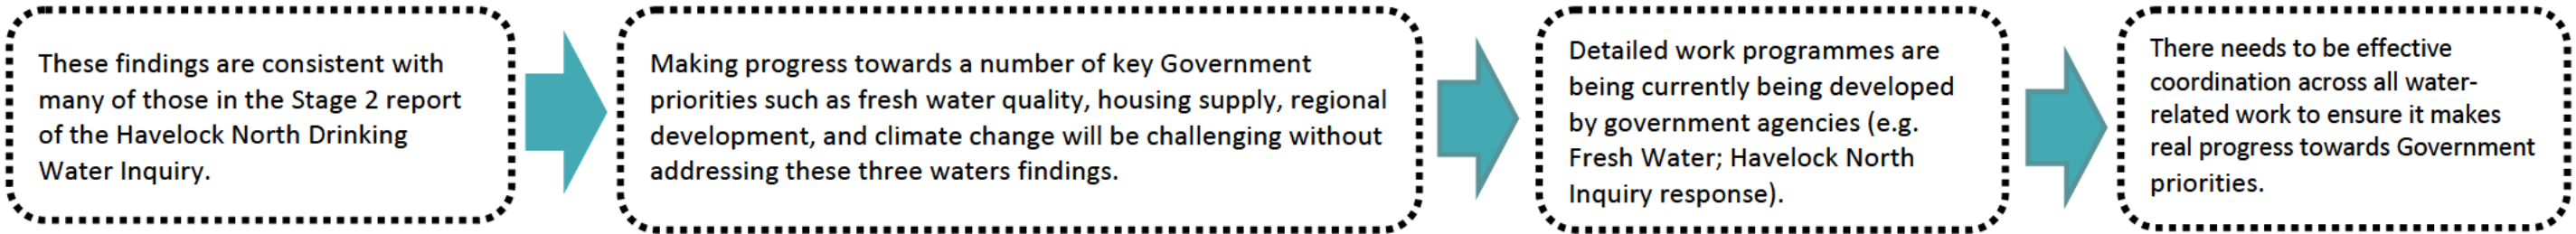 These findings are consistent with
many of those in the Stage 2 report
of the Havelock North Drinking
Water Inquiry.
Making progress towards a number of key Government
priorities such as fresh water quality, housing supply, regional
development, and climate change will be challenging without
addressing these three waters findings.
Detailed work programmes are
being currently being developed
by government agencies (e.g.
Fresh Water; Havelock North
Inquiry response).
There needs to be effective
coordination across all water-
related work to ensure it makes
real progress towards Government
priorities.